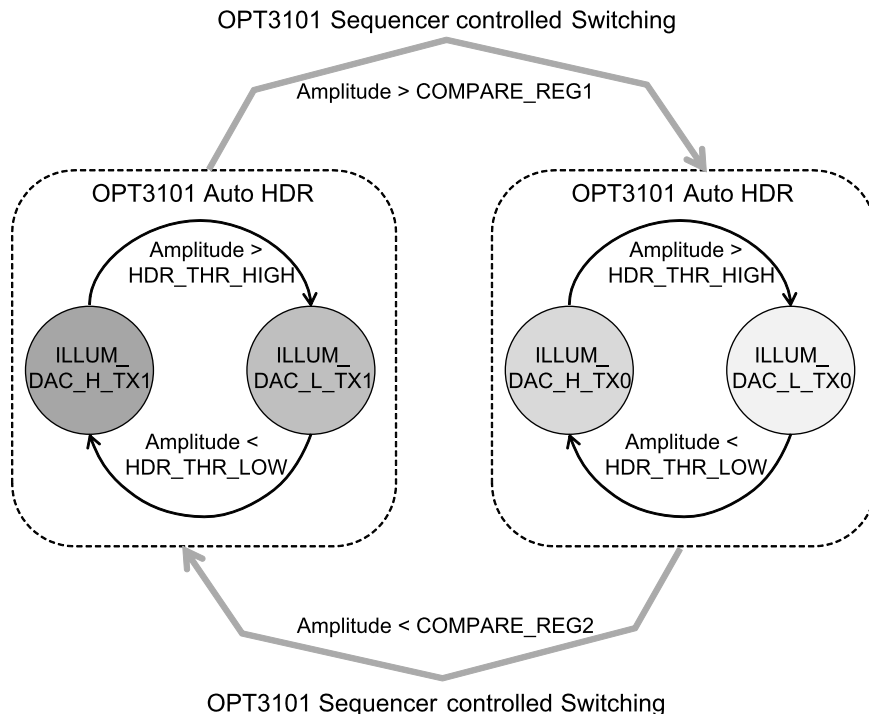 OPT3101 Sequencer controlled Switching
Amplitude > COMPARE_REG1
OPT3101 Auto HDR
Amplitude >
HDR_THR_HIGH
ILLUM_
DAC_H_TX1
ILLUM_
DAC_L_TX1
Amplitude <
HDR_THR_LOW
OPT3101 Auto HDR
Amplitude >
HDR_THR_HIGH
ILLUM_
DAC_H_TX0
ILLUM_
DAC_L_TX0
Amplitude <
HDR_THR_LOW
Amplitude < COMPARE_REG2
OPT3101 Sequencer controlled Switching